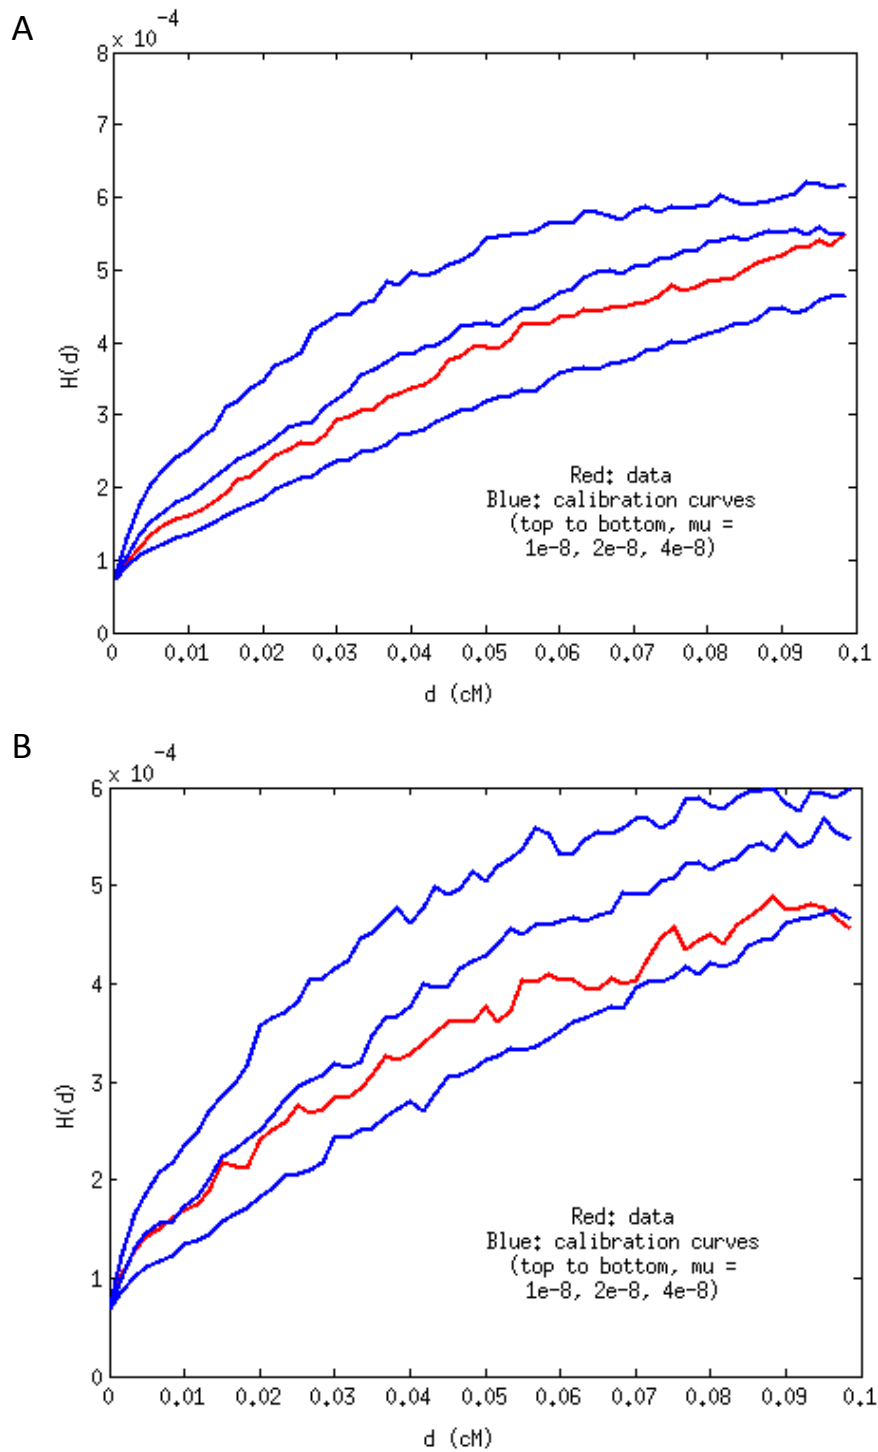 A
× 10 -4
8
7
6
5
4
3
2
1
0
H(d)
Red: data
Blue: calibration curves
(top to bottom, mu =
1e-8, 2e-8, 4e-8)
0 0.01 0.02 0.03 0.04 0.05 0.06 0.07 0.08 0.09 0.1
d (cM)
B
× 10 -4
6
5
4
3
2
1
0
H(d)
Red: data
Blue: calibration curves
(top to bottom, mu =
1e-8, 2e-8, 4e-8)
0 0.01 0.02 0.03 0.04 0.05 0.06 0.07 0.08 0.09 0.1
d (cM)